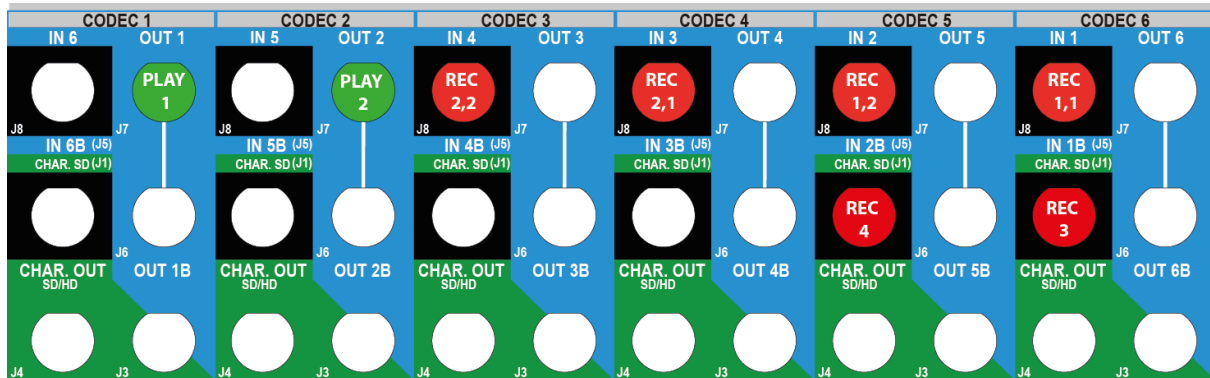 CODEC 1 CODEC 2 CODEC 3 CODEC 4 CODEC 5 CODEC 6
IN 6 OUT 1 IN 5 OUT 2 IN 4 OUT 3 IN 3 OUT 4 IN 2 OUT 5 IN 1 OUT 6
PLAY PLAY REC REC REC REC
1 2 2,2 2,1 1,2 1,1
J8 J7 J8 J7 J8 J7 J8 J7 J8 J7 J8 J7
IN 6B (J5) IN 5B (J5) IN 4B (J5) IN 3B (J5) IN 2B (J5) IN 1B (J5)
CHAR. SD (J1) CHAR. SD (J1) CHAR. SD (J1) CHAR. SD (J1) CHAR. SD (J1) CHAR. SD (J1)
REC REC
4 3
J6 J6 J6 J6 J6 J6
CHAR. OUT OUT 1B CHAR. OUT OUT 2B CHAR. OUT OUT 3B CHAR. OUT OUT 4B CHAR. OUT OUT 5B CHAR. OUT OUT 6B
SD/HD SD/HD SD/HD SD/HD SD/HD SD/HD
J4 J3 J4 J3 J4 J3 J4 J3 J4 J3 J4 J3